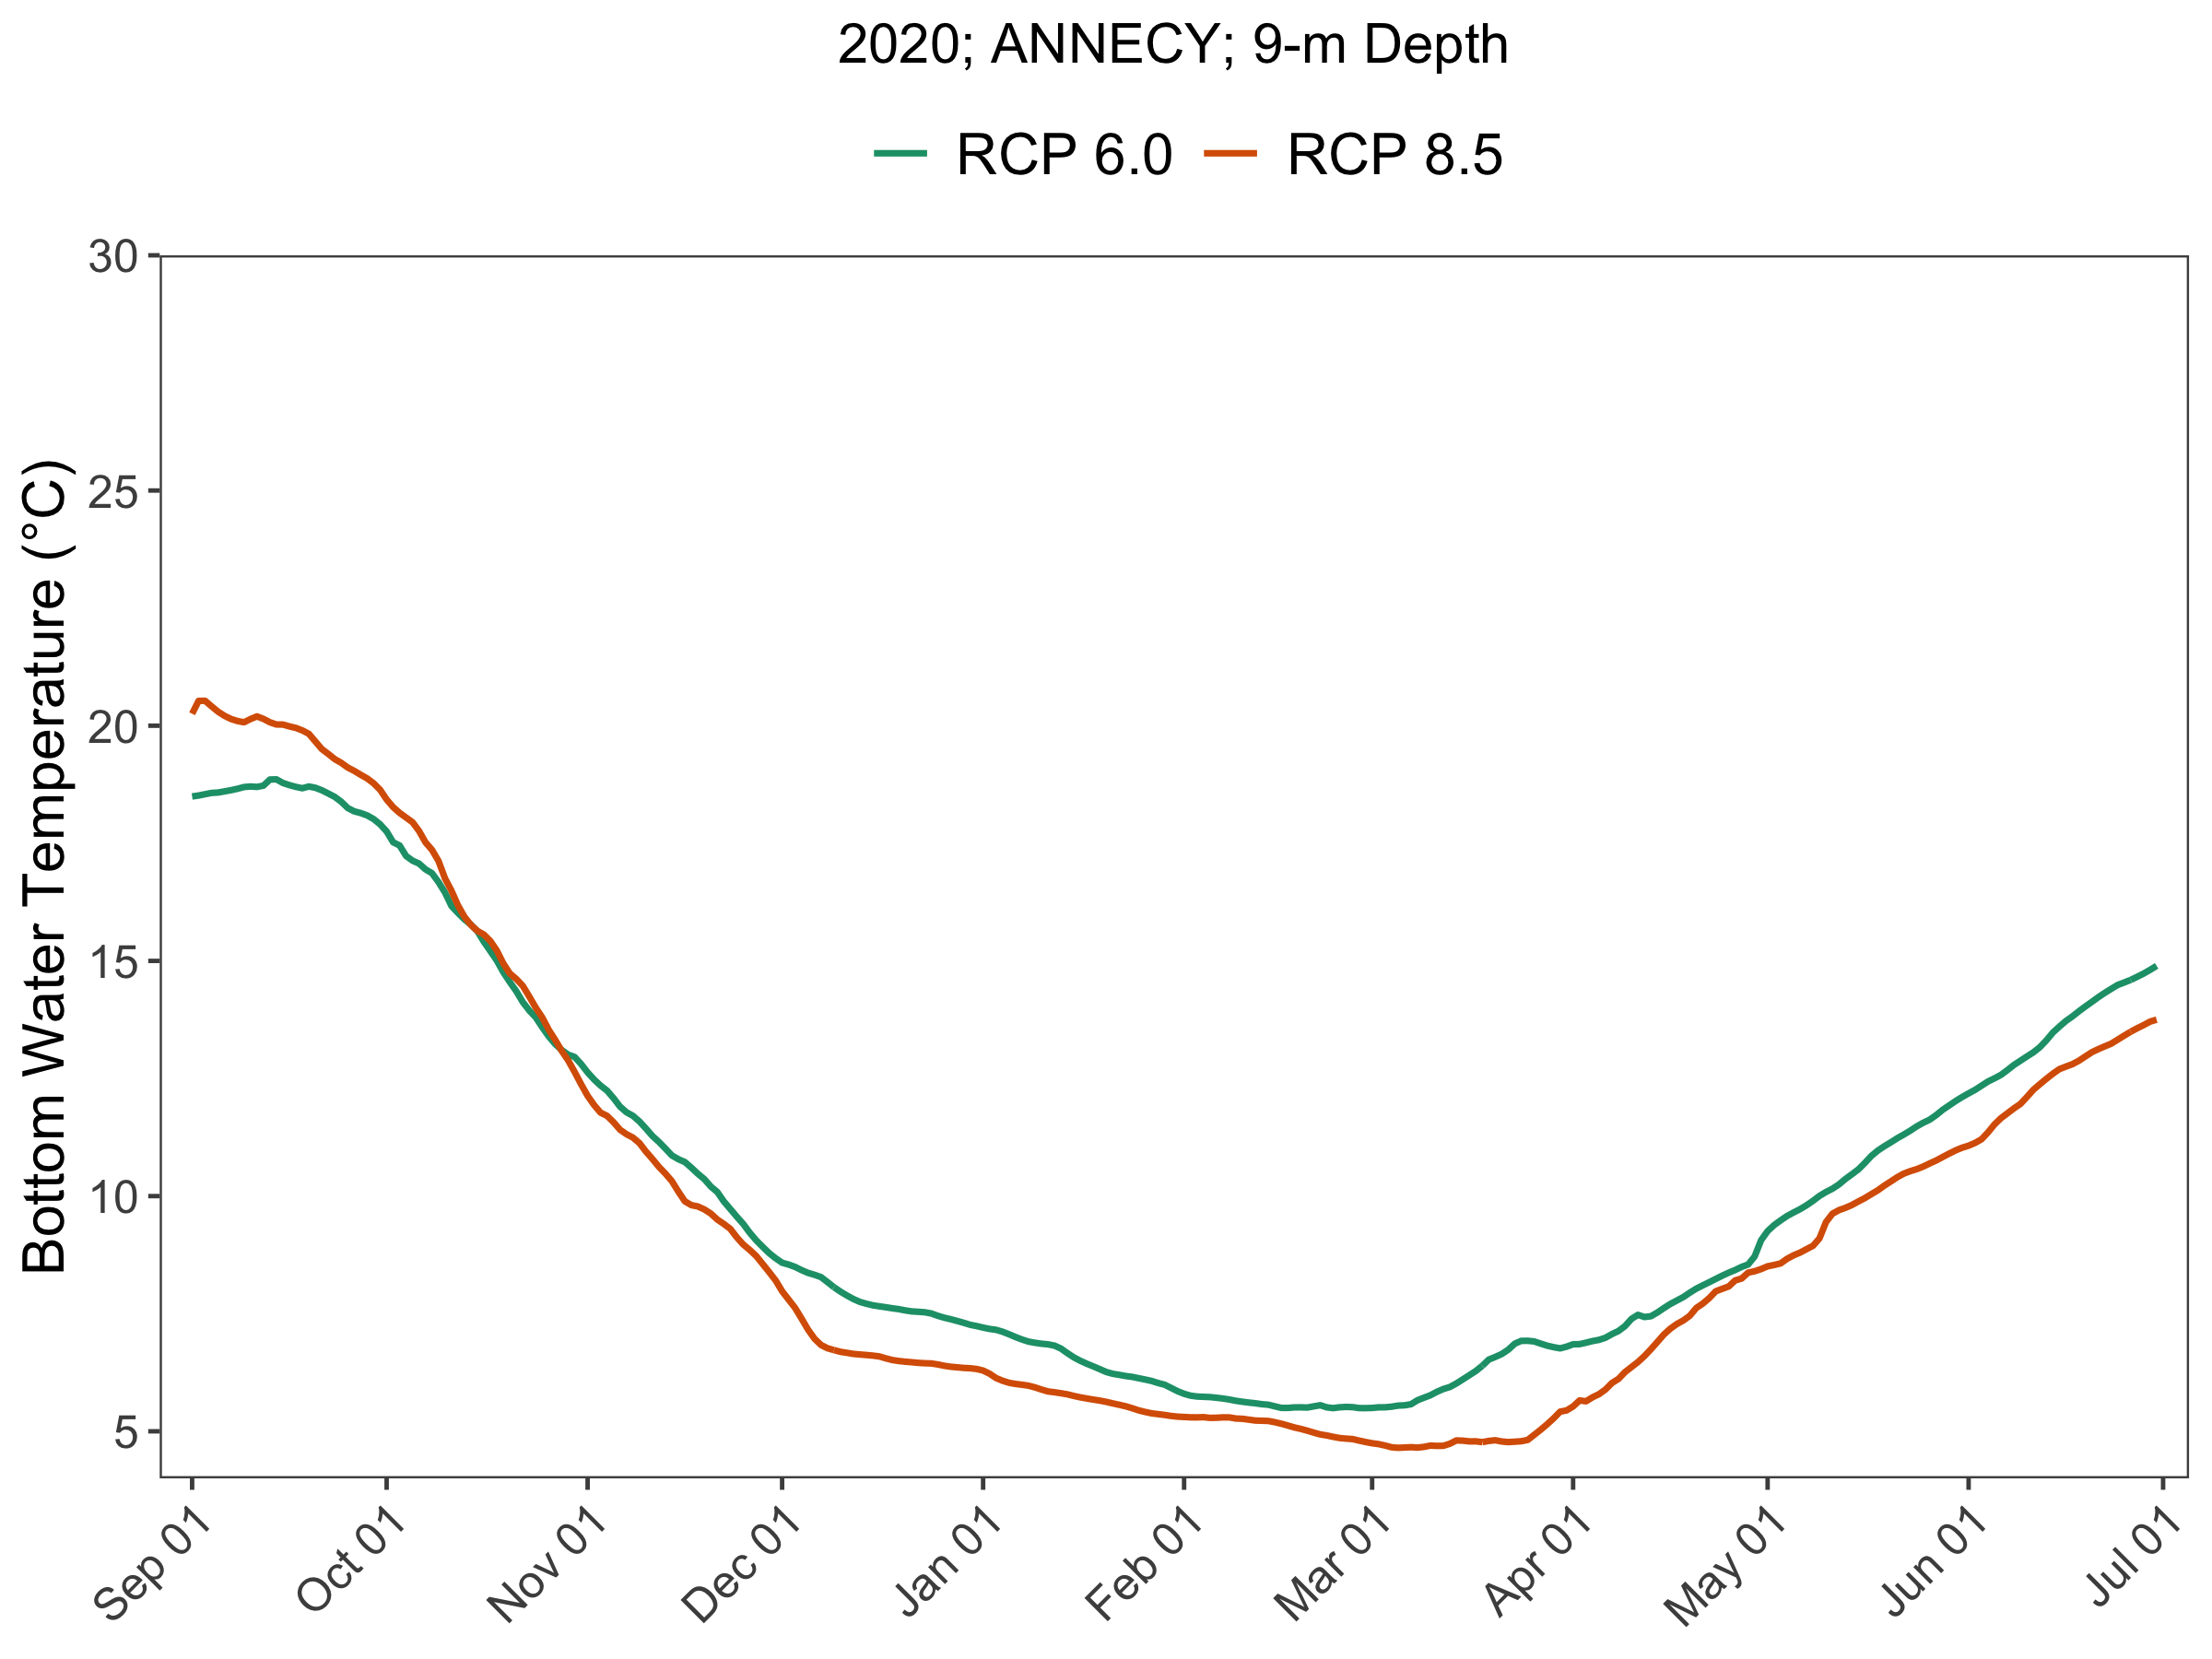 2020; ANNECY; 9-m Depth
RCP 6.0 RCP 8.5
Bottom Water Temperature (°C)
30
25
20
15
10
5
Sep 01 Oct 01 Nov 01 Dec 01 Jan 01 Feb 01 Mar 01 Apr 01 May 01 Jun 01 Jul 01